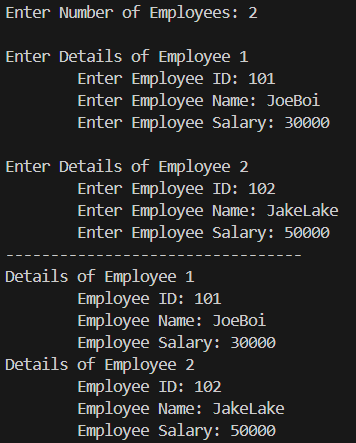 Enter Number of Employees: 2
Enter Details of Employee 1
Enter Employee ID: 101
Enter Employee Name: JoeBoi
Enter Employee Salary: 30000
Enter Details of Employee 2
Enter Employee ID: 102
Enter Employee Name: JakeLake
Enter Employee Salary: 50000
---------------------------------
Details of Employee 1
Employee ID: 101
Employee Name: JoeBoi
Employee Salary: 30000
Details of Employee 2
Employee ID: 102
Employee Name: JakeLake
Employee Salary: 50000